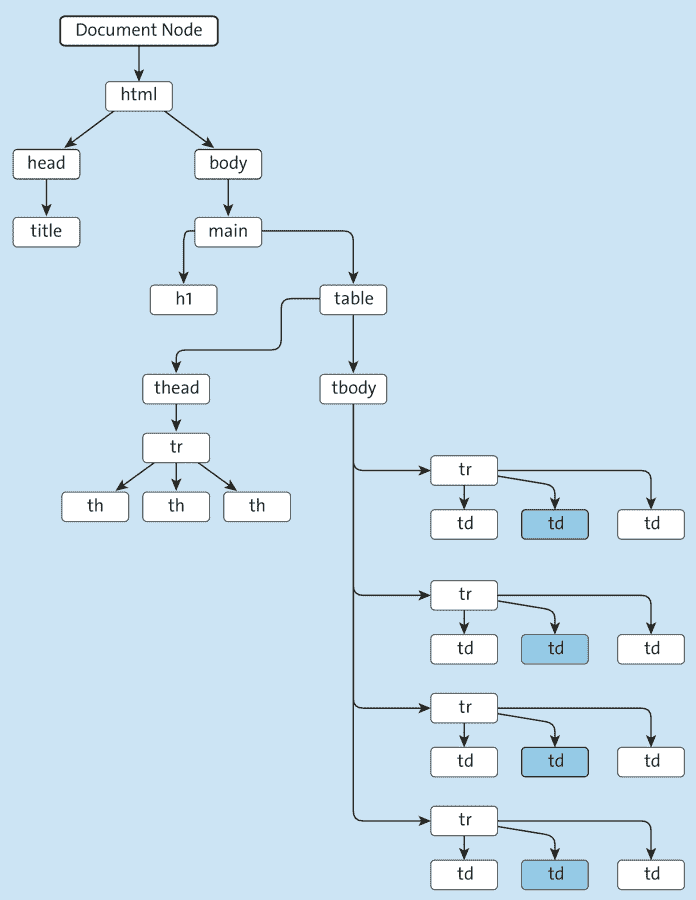 Document Node
html
head body
title main
h1 table
thead tbody
tr
th th th
tr
td td td
tr
td td td
tr
td td td
tr
td td td